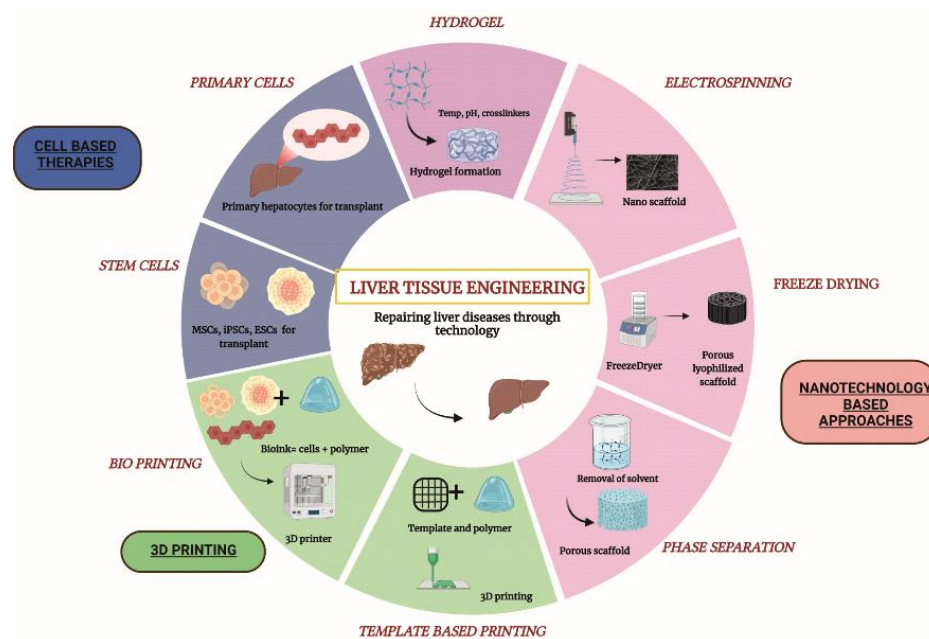 HYDROGEL
PRIMARY CELLS
ELECTROSPINNING
CELL BASED
THERAPIES
Temp, pH, crosslinkers
Hydrogel formation
Primary hepatocytes for transplant
Nano scaffold
STEM CELLS
MSCs, iPSCs, ESCs for
transplant
LIVER TISSUE ENGINEERING
Repairing liver diseases through
technology
FREEZE DRYING
FreezeDryer
Porous
lyophilized
scaffold
NANOTECHNOLOGY
BASED
APPROACHES
BIO PRINTING
+
Bioink= cells + polymer
3D printer
3D PRINTING
+
Template and polymer
3D printing
TEMPLATE BASED PRINTING
Removal of solvent
Porous scaffold
PHASE SEPARATION